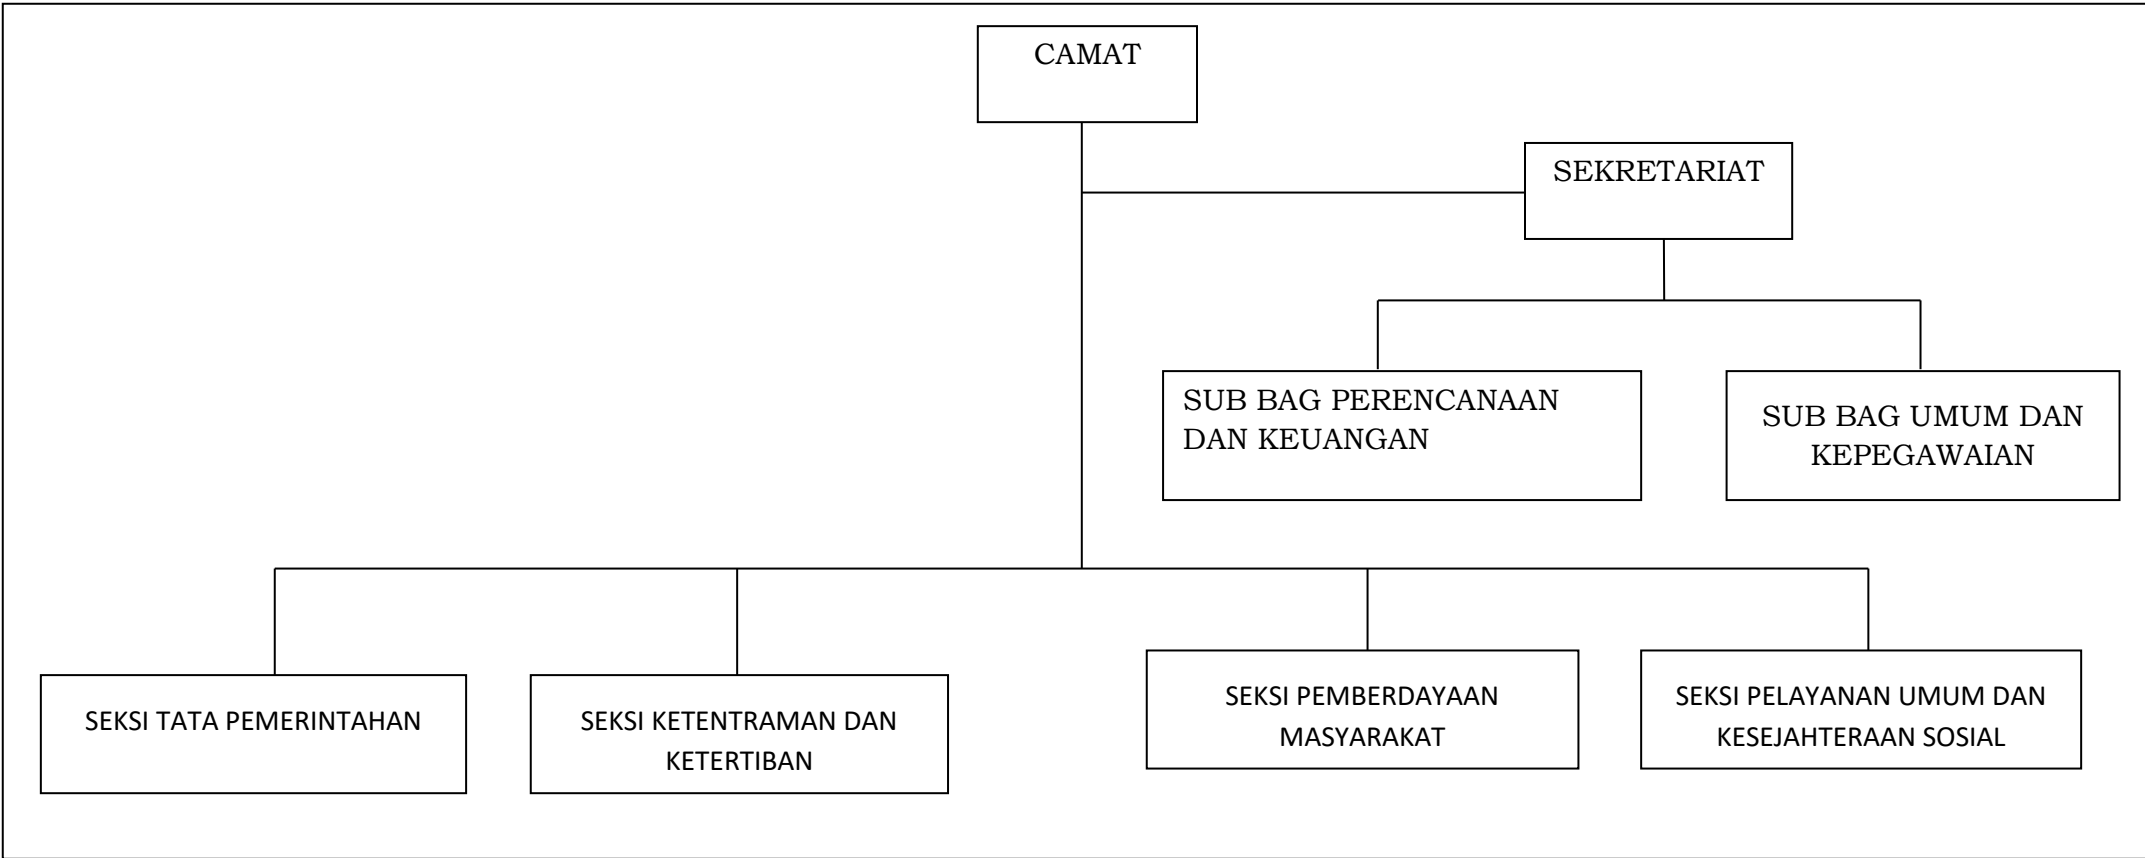 CAMAT
SEKRETARIAT
SUB BAG PERENCANAAN
DAN KEUANGAN
SUB BAG UMUM DAN
KEPEGAWAIAN
SEKSI TATA PEMERINTAHAN
SEKSI KETENTRAMAN DAN
KETERTIBAN
SEKSI PEMBERDAYAAN
MASYARAKAT
SEKSI PELAYANAN UMUM DAN
KESEJAHTERAAN SOSIAL